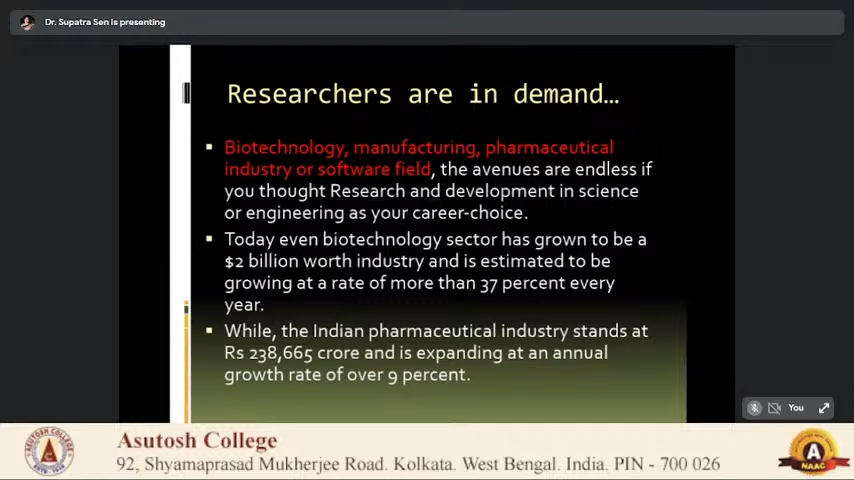 Dr. Supatra Sen is presenting
Researchers are in demand…
Biotechnology, manufacturing, pharmaceutical
industry or software field, the avenues are endless if
you thought Research and development in science
or engineering as your career-choice.
Today even biotechnology sector has grown to be a
$2 billion worth industry and is estimated to be
growing at a rate of more than 37 percent every
year.
While, the Indian pharmaceutical industry stands at
Rs 238,665 crore and is expanding at an annual
growth rate of over 9 percent.
You
Asutosh College
92, Shyamaprasad Mukherjee Road. Kolkata. West Bengal. India. PIN - 700 026
A
NAAC